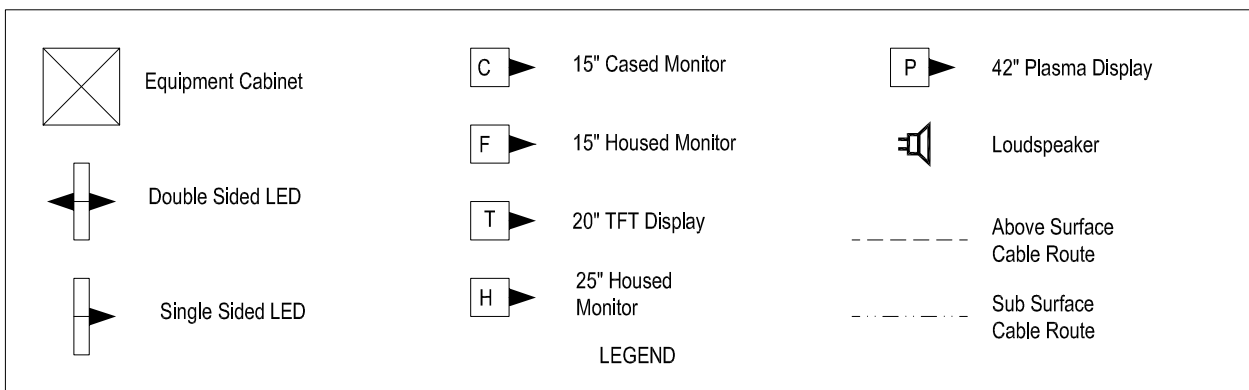 Equipment Cabinet
Double Sided LED
Single Sided LED
C
15" Cased Monitor
F
15" Housed Monitor
T
20" TFT Display
H
25" Housed
Monitor
LEGEND
P
42" Plasma Display
Loudspeaker
Above Surface
Cable Route
Sub Surface
Cable Route